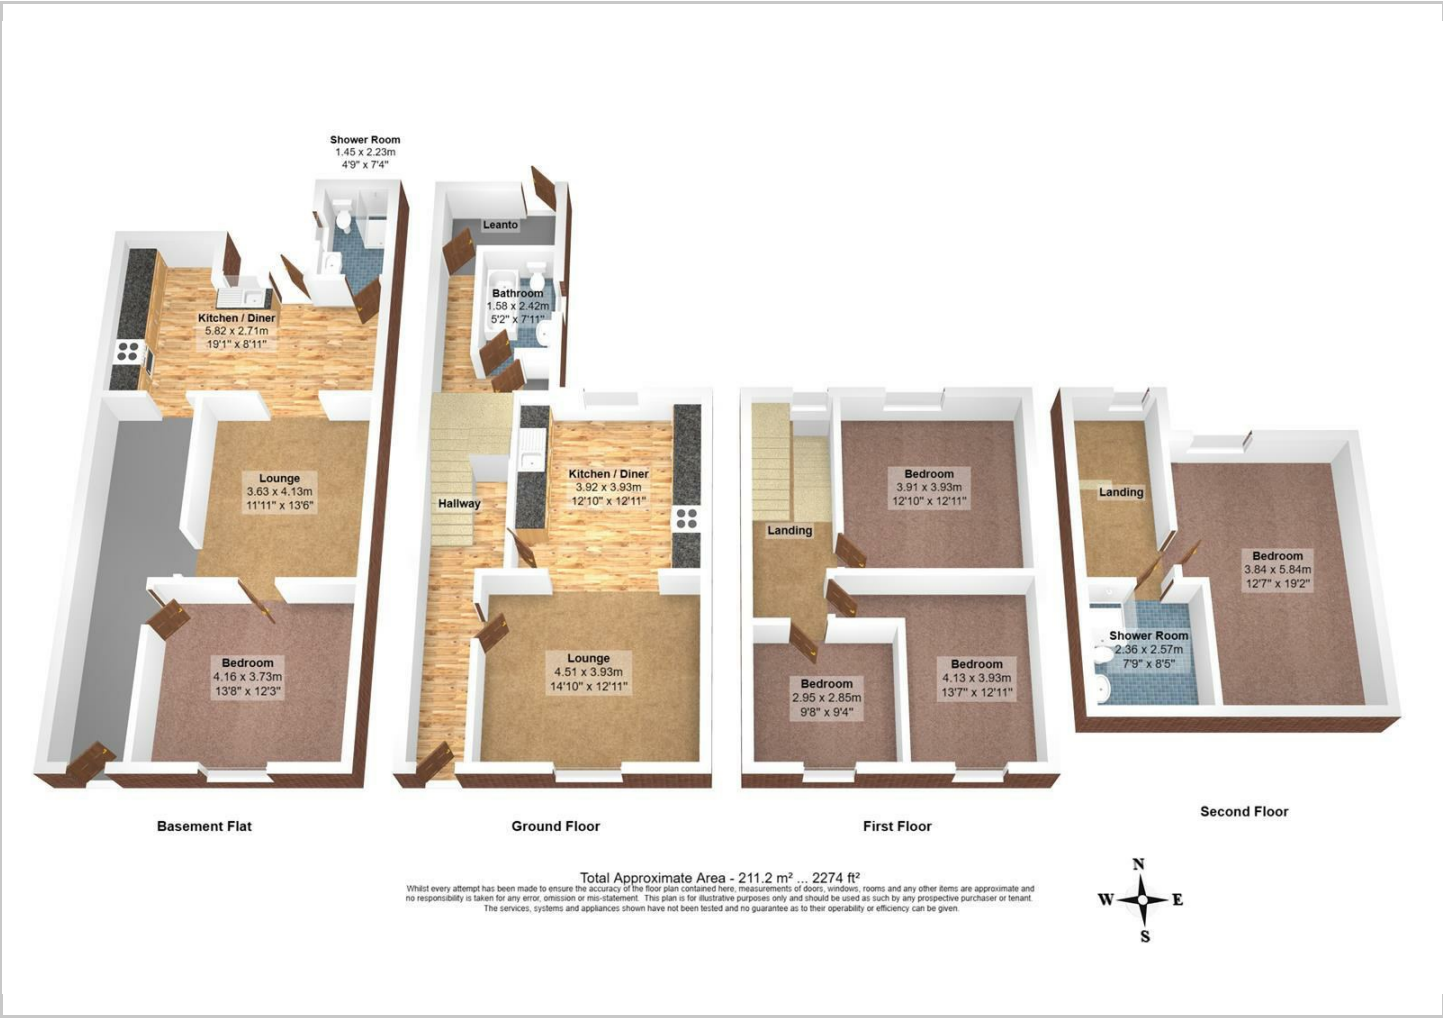 Shower Room
1.45 x 2.23m
4'9" x 7'4"
Kitchen / Diner
5.82 x 2.71m
19'1" x 8'11"
Lounge
3.63 x 4.13m
11'11" x 13'6"
Bedroom
4.16 x 3.73m
13'8" x 12'3"
Basement Flat
Leanto
Bathroom
1.58 x 2.42m
5'2" x 7'11"
Kitchen / Diner
3.92 x 3.93m
12'10" x 12'11"
Hallway
Lounge
4.51 x 3.93m
14'10" x 12'11"
Ground Floor
Bedroom
3.91 x 3.93m
12'10" x 12'11"
Landing
Bedroom
4.13 x 3.93m
13'7" x 12'11"
Bedroom
2.95 x 2.85m
9'8" x 9'4"
First Floor
Landing
Bedroom
3.84 x 5.84m
12'7" x 19'2"
Shower Room
2.36 x 2.57m
7'9" x 8'5"
Second Floor
Total Approximate Area - 211.2 m² ... 2274 ft²
Whilst every attempt has been made to ensure the accuracy of the floor plan contained here, measurements of doors, windows, rooms and any other items are approximate and
no responsibility is taken for any error, omission or mis-statement. This plan is for illustrative purposes only and should be used as such by any prospective purchaser or tenant.
The services, systems and appliances shown have not been tested and no guarantee as to their operability or efficiency can be given.
N
W E
S